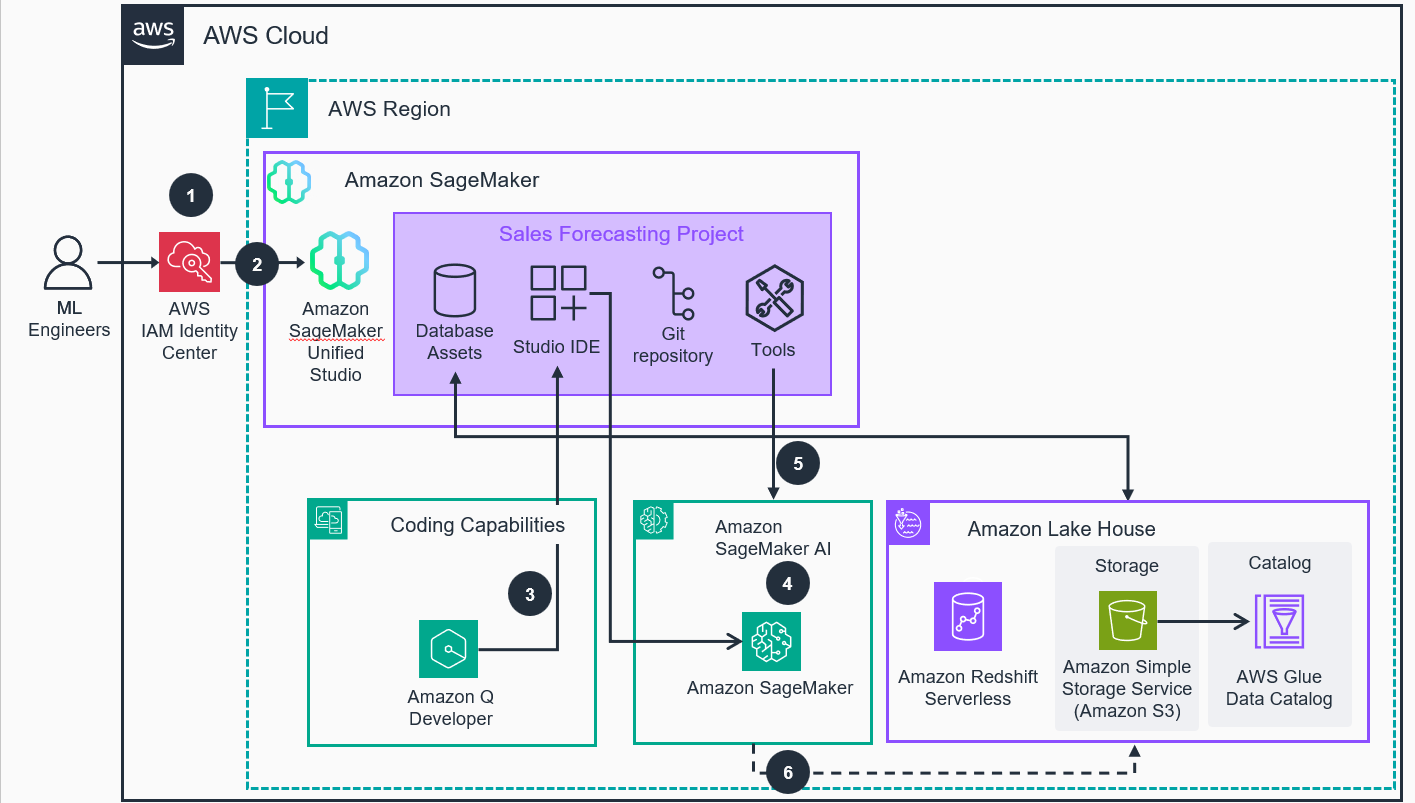 aws
AWS Cloud
AWS Region
Amazon SageMaker
1
Sales Forecasting Project
2
ML
Engineers
AWS
IAM Identity
Center
Amazon
SageMaker
Unified
Studio
Database
Assets
Studio IDE
Git
repository
Tools
5
Coding Capabilities
3
Amazon Q
Developer
Amazon
SageMaker AI
4
Amazon SageMaker
Amazon Lake House
Storage
Catalog
Amazon Redshift
Serverless
Amazon Simple
Storage Service
(Amazon S3)
AWS Glue
Data Catalog
6